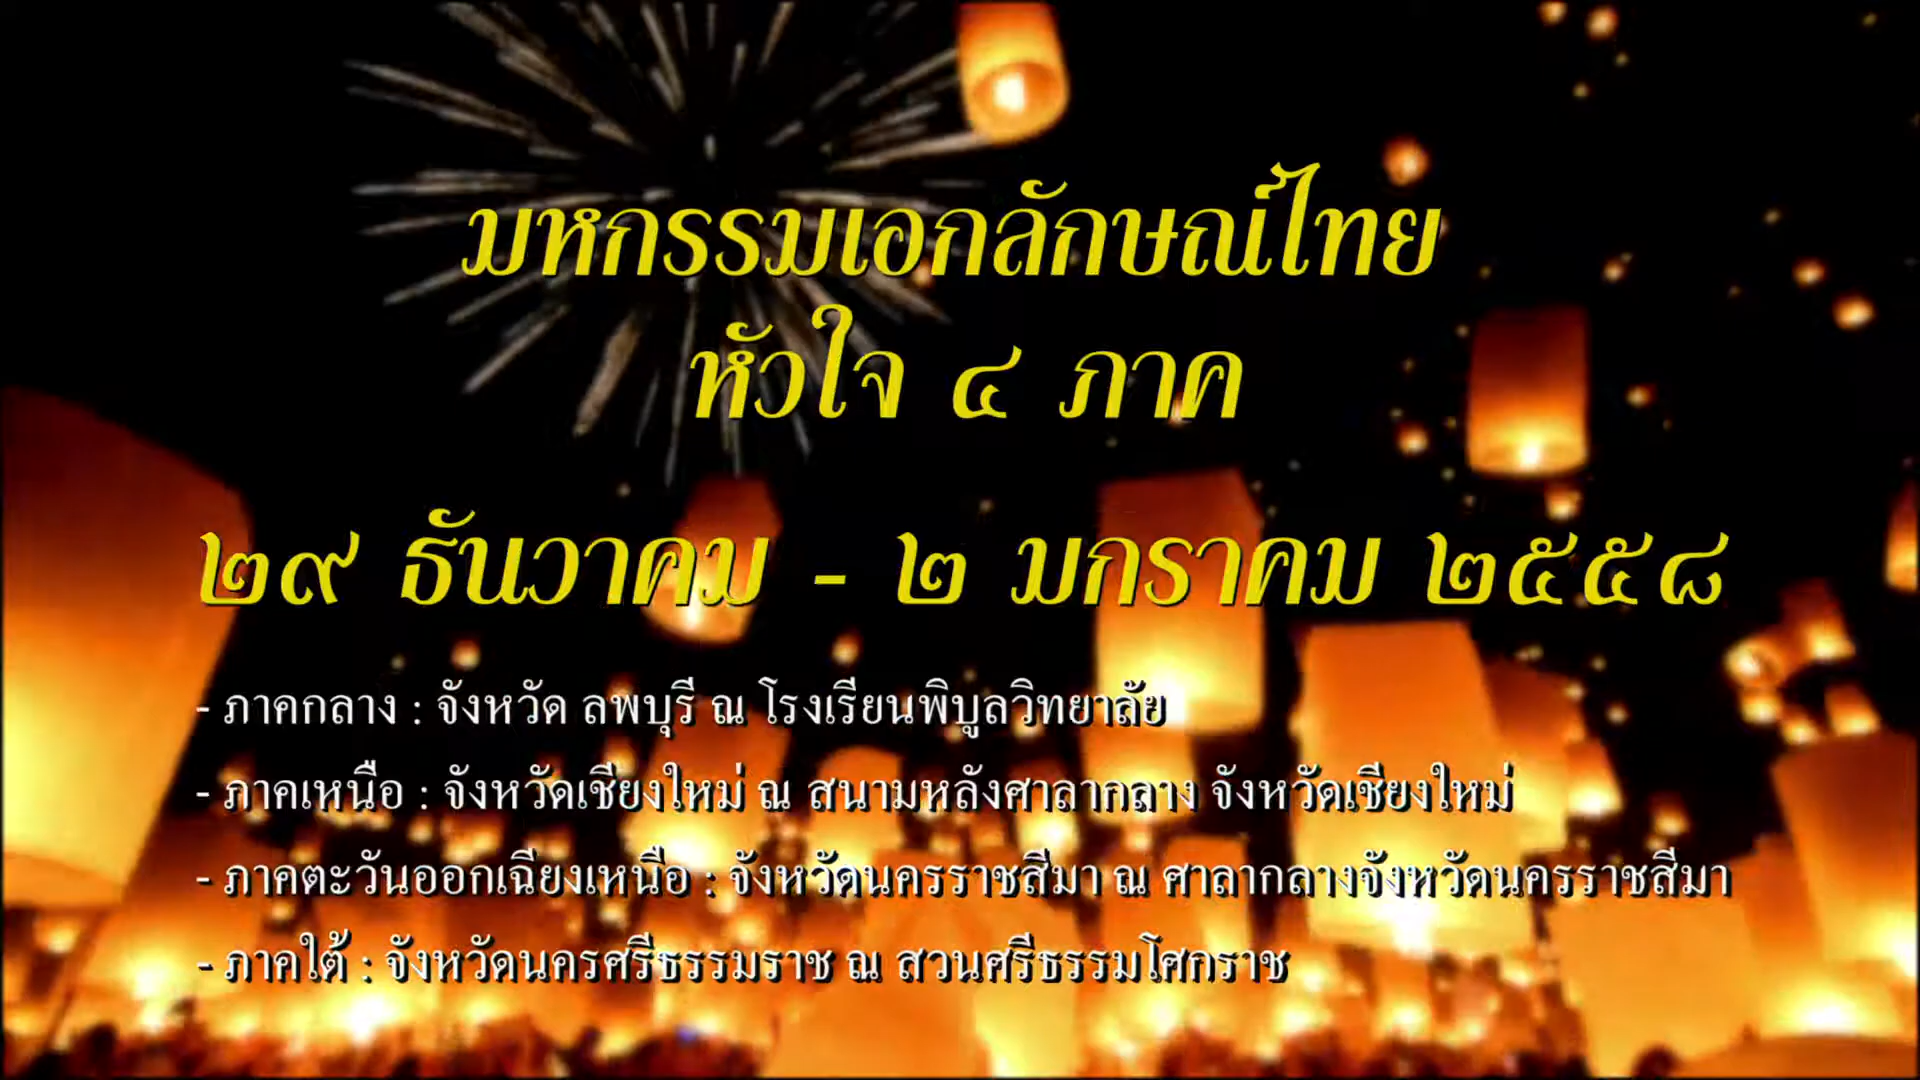 มหกรรมเอกลักษณ์ไทย
หัวใจ ๔ ภาค
๒๙ ธันวาคม - ๒ มกราคม ๒๕๕๘
- ภาคกลาง : จังหวัด ลพบุรี ณ โรงเรียนพิบูลวิทยาลัย
- ภาคเหนือ : จังหวัดเชียงใหม่ ณ สนามหลังศาลากลาง จังหวัดเชียงใหม่
- ภาคตะวันออกเฉียงเหนือ : จังหวัดนครราชสีมา ณ ศาลากลางจังหวัดนครราชสีมา
- ภาคใต้ : จังหวัดนครศรีธรรมราช ณ สวนศรีธรรมโศกราช